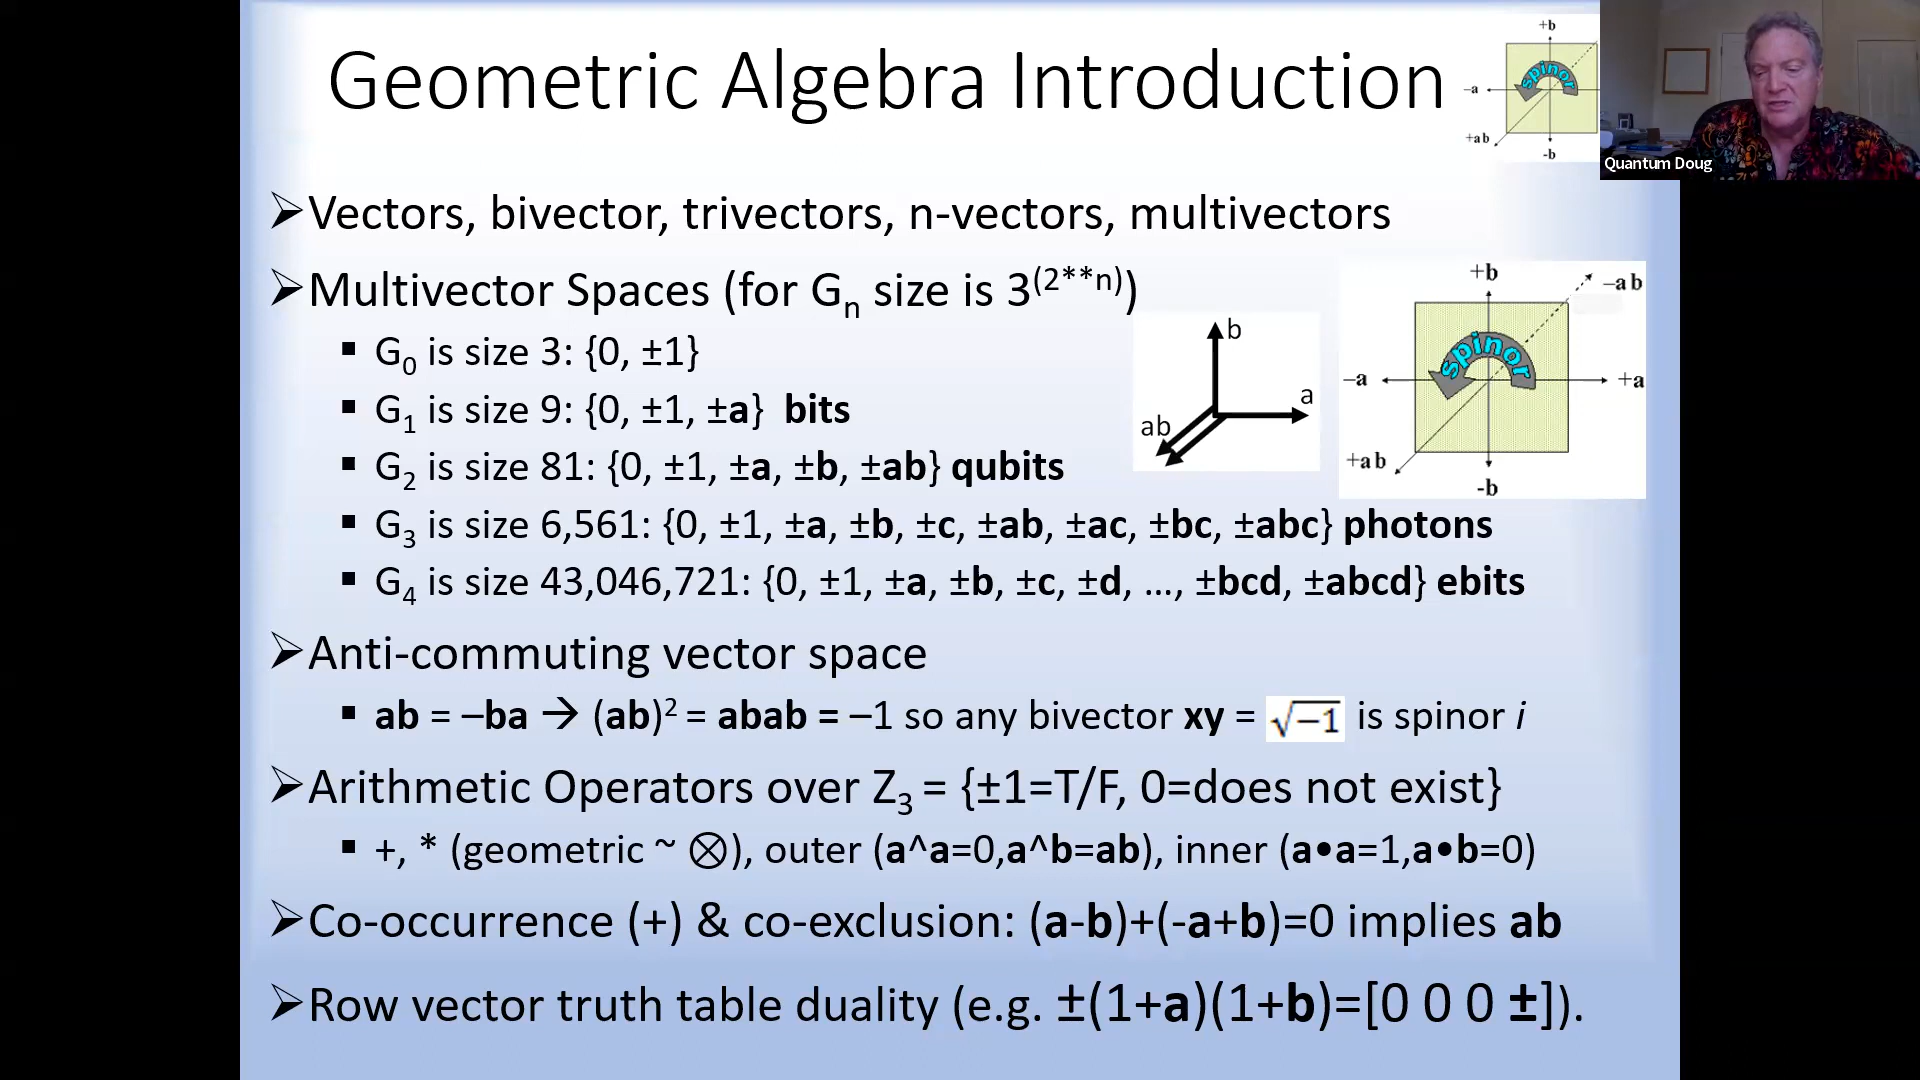 Geometric Algebra Introduction
+b
spinor
–a
+ab
-b
Quantum Doug
➢Vectors, bivector, trivectors, n-vectors, multivectors
➢Multivector Spaces (for Gₙ size is 3^(2**n))
▪ G₀ is size 3: {0, ±1}
▪ G₁ is size 9: {0, ±1, ±a} bits
▪ G₂ is size 81: {0, ±1, ±a, ±b, ±ab} qubits
▪ G₃ is size 6,561: {0, ±1, ±a, ±b, ±c, ±ab, ±ac, ±bc, ±abc} photons
▪ G₄ is size 43,046,721: {0, ±1, ±a, ±b, ±c, ±d, …, ±bcd, ±abcd} ebits
b
a
ab
+b
–ab
spinor
–a
+a
+ab
-b
➢Anti-commuting vector space
▪ ab = –ba → (ab)² = abab = –1 so any bivector xy = √–1 is spinor i
➢Arithmetic Operators over Z₃ = {±1=T/F, 0=does not exist}
▪ +, * (geometric ~ ⊗), outer (a^a=0,a^b=ab), inner (a•a=1,a•b=0)
➢Co-occurrence (+) & co-exclusion: (a-b)+(-a+b)=0 implies ab
➢Row vector truth table duality (e.g. ±(1+a)(1+b)=[0 0 0 ±]).